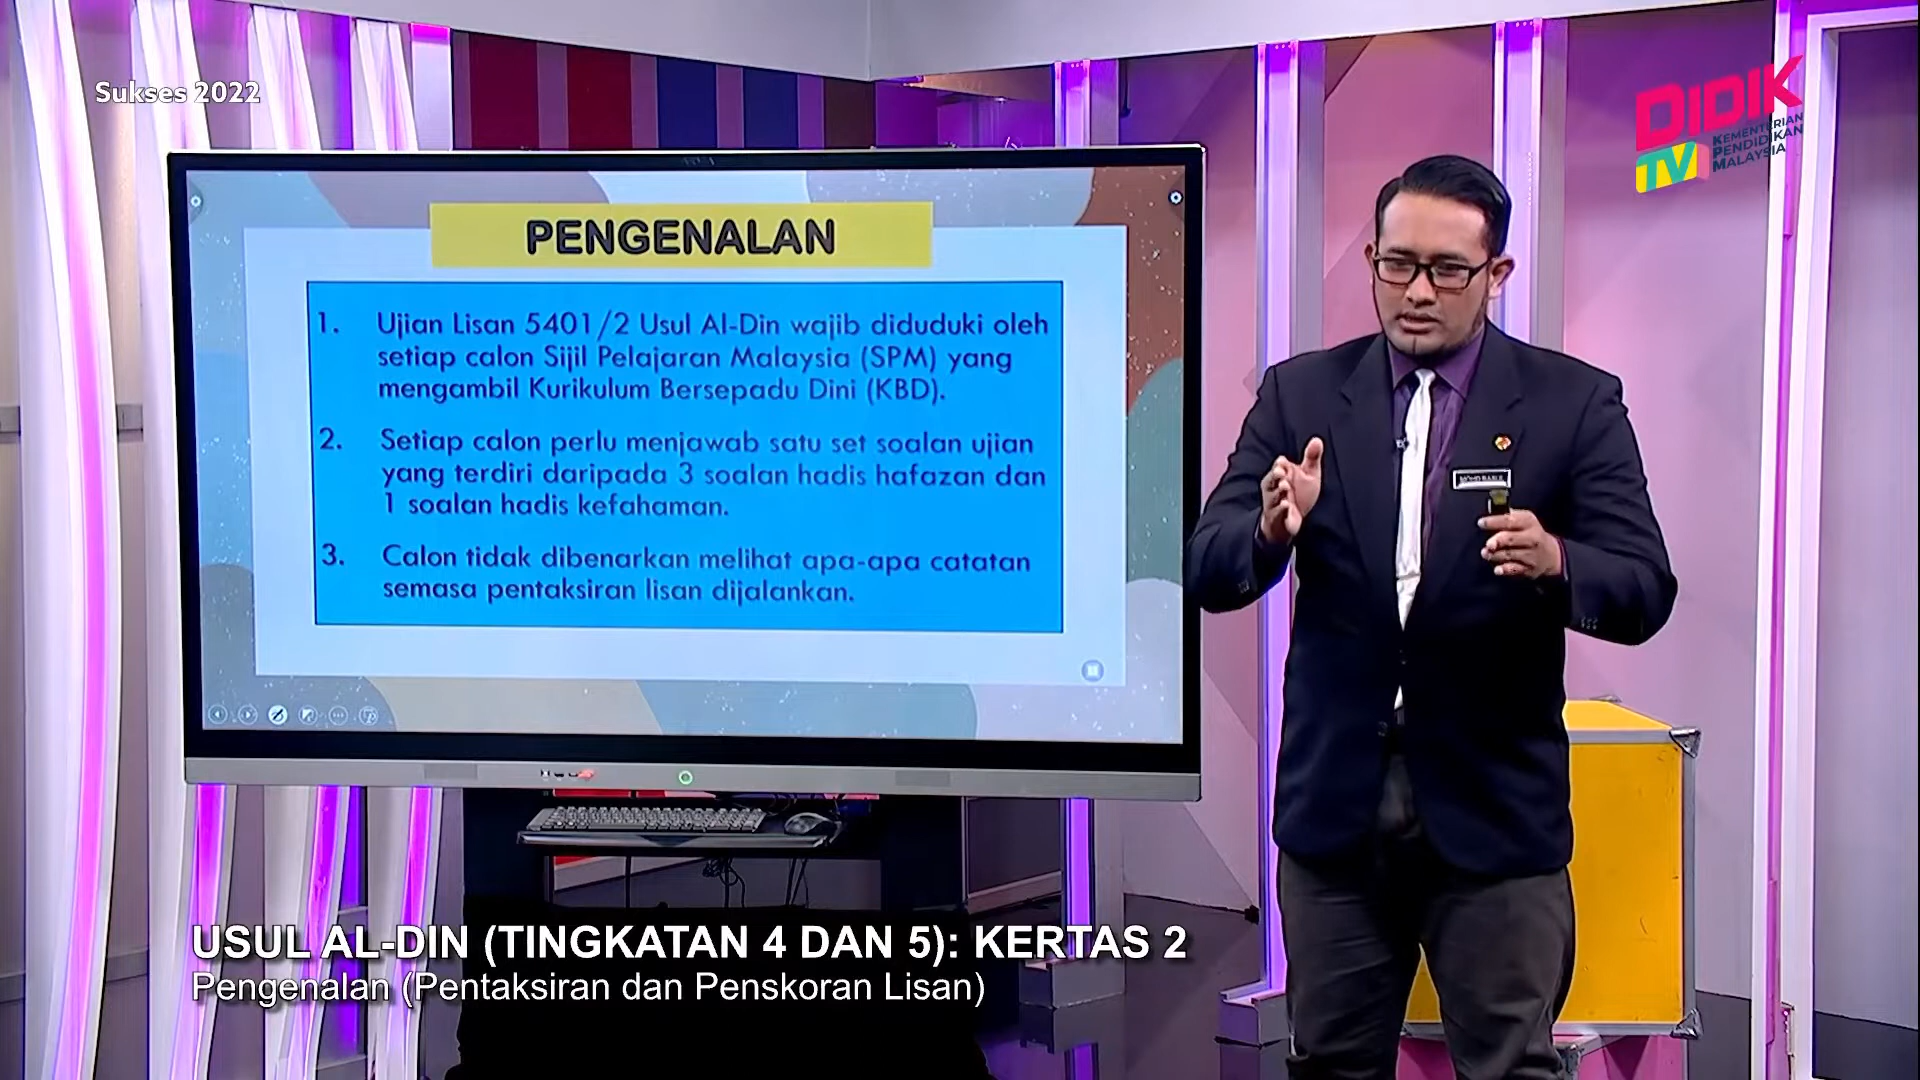 Sukses 2022
DIDIK
TV
KEMENTERIAN
PENDIDIKAN
MALAYSIA
PENGENALAN
1. Ujian Lisan 5401/2 Usul Al-Din wajib diduduki oleh
setiap calon Sijil Pelajaran Malaysia (SPM) yang
mengambil Kurikulum Bersepadu Dini (KBD).
2. Setiap calon perlu menjawab satu set soalan ujian
yang terdiri daripada 3 soalan hadis hafazan dan
1 soalan hadis kefahaman.
3. Calon tidak dibenarkan melihat apa-apa catatan
semasa pentaksiran lisan dijalankan.
USUL AL-DIN (TINGKATAN 4 DAN 5): KERTAS 2
Pengenalan (Pentaksiran dan Penskoran Lisan)